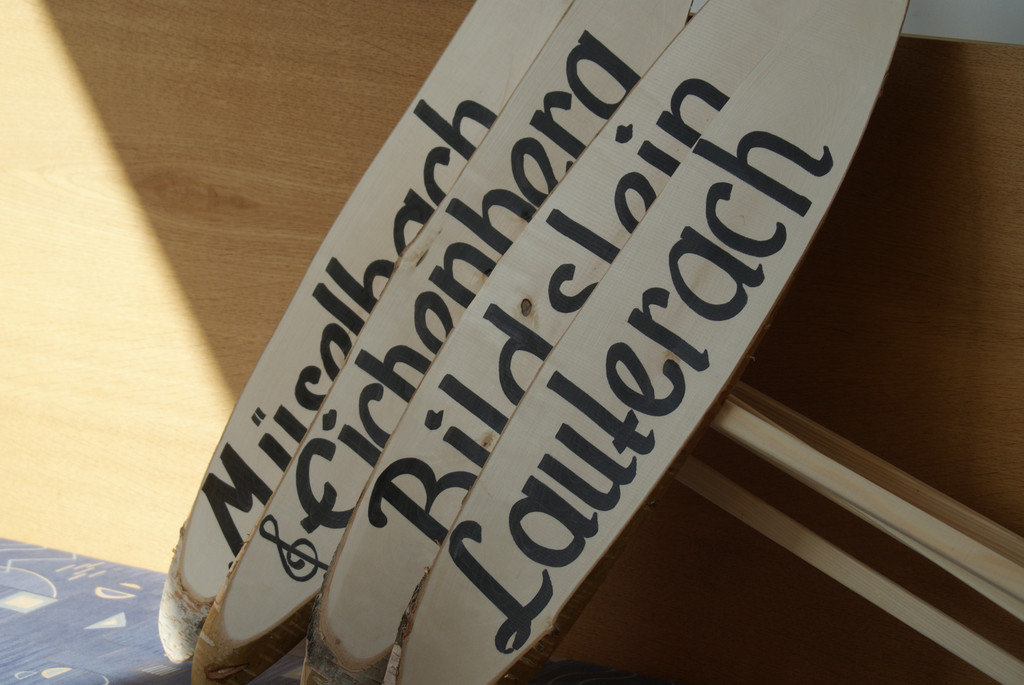 Müselbach
Eichenberg
Bildstein
Lauterach